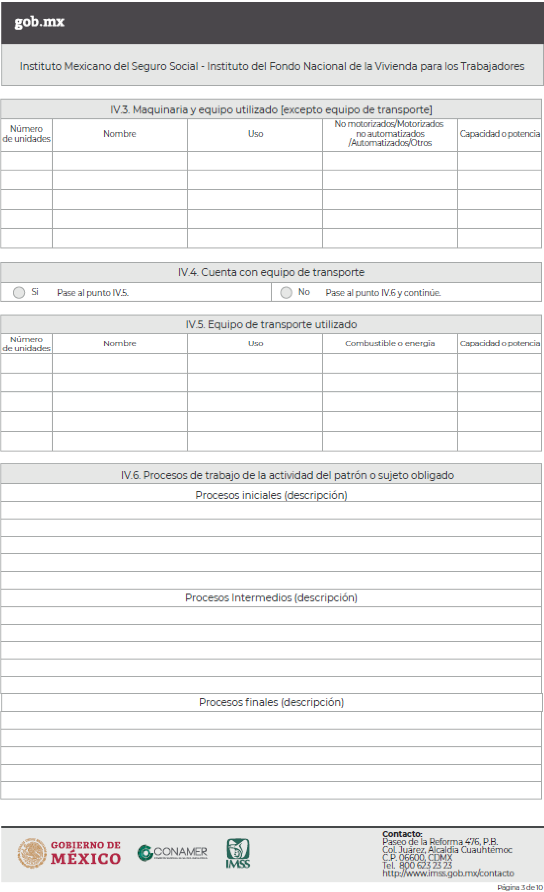 gob.mx
Instituto Mexicano del Seguro Social - Instituto del Fondo Nacional de la Vivienda para los Trabajadores
IV.3. Maquinaria y equipo utilizado [excepto equipo de transporte]
Número de unidades
Nombre
Uso
No motorizados/Motorizados
no automatizados
/Automatizados/Otros
Capacidad o potencia
IV.4. Cuenta con equipo de transporte
Si Pase al punto IV.5.
No Pase al punto IV.6 y continúe.
IV.5. Equipo de transporte utilizado
Número de unidades
Nombre
Uso
Combustible o energía
Capacidad o potencia
IV.6. Procesos de trabajo de la actividad del patrón o sujeto obligado
Procesos iniciales (descripción)
Procesos Intermedios (descripción)
Procesos finales (descripción)
GOBIERNO DE
MÉXICO
CONAMER
IMSS
Contacto:
Paseo de la Reforma 476, P.B.
Col. Juárez, Alcaldía Cuauhtémoc
C.P. 06600, CDMX
Tel. 800 623 23 23
http://www.imss.gob.mx/contacto
Página 3 de 10